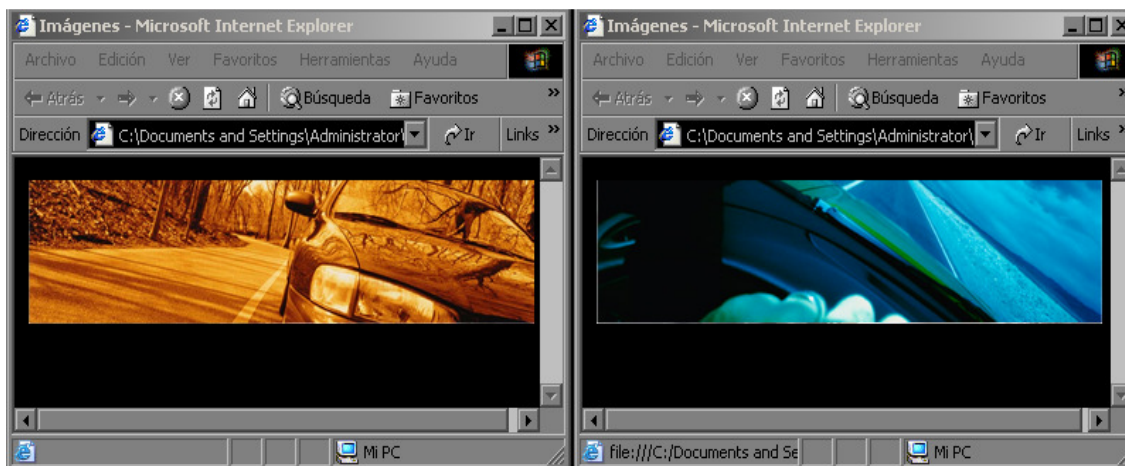 Imágenes - Microsoft Internet Explorer
Archivo Edición Ver Favoritos Herramientas Ayuda
Atrás Búsqueda Favoritos »
Dirección C:\Documents and Settings\Administrator\ Ir Links »
Mi PC
Imágenes - Microsoft Internet Explorer
Archivo Edición Ver Favoritos Herramientas Ayuda
Atrás Búsqueda Favoritos »
Dirección C:\Documents and Settings\Administrator\ Ir Links »
file:///C:/Documents and Se Mi PC